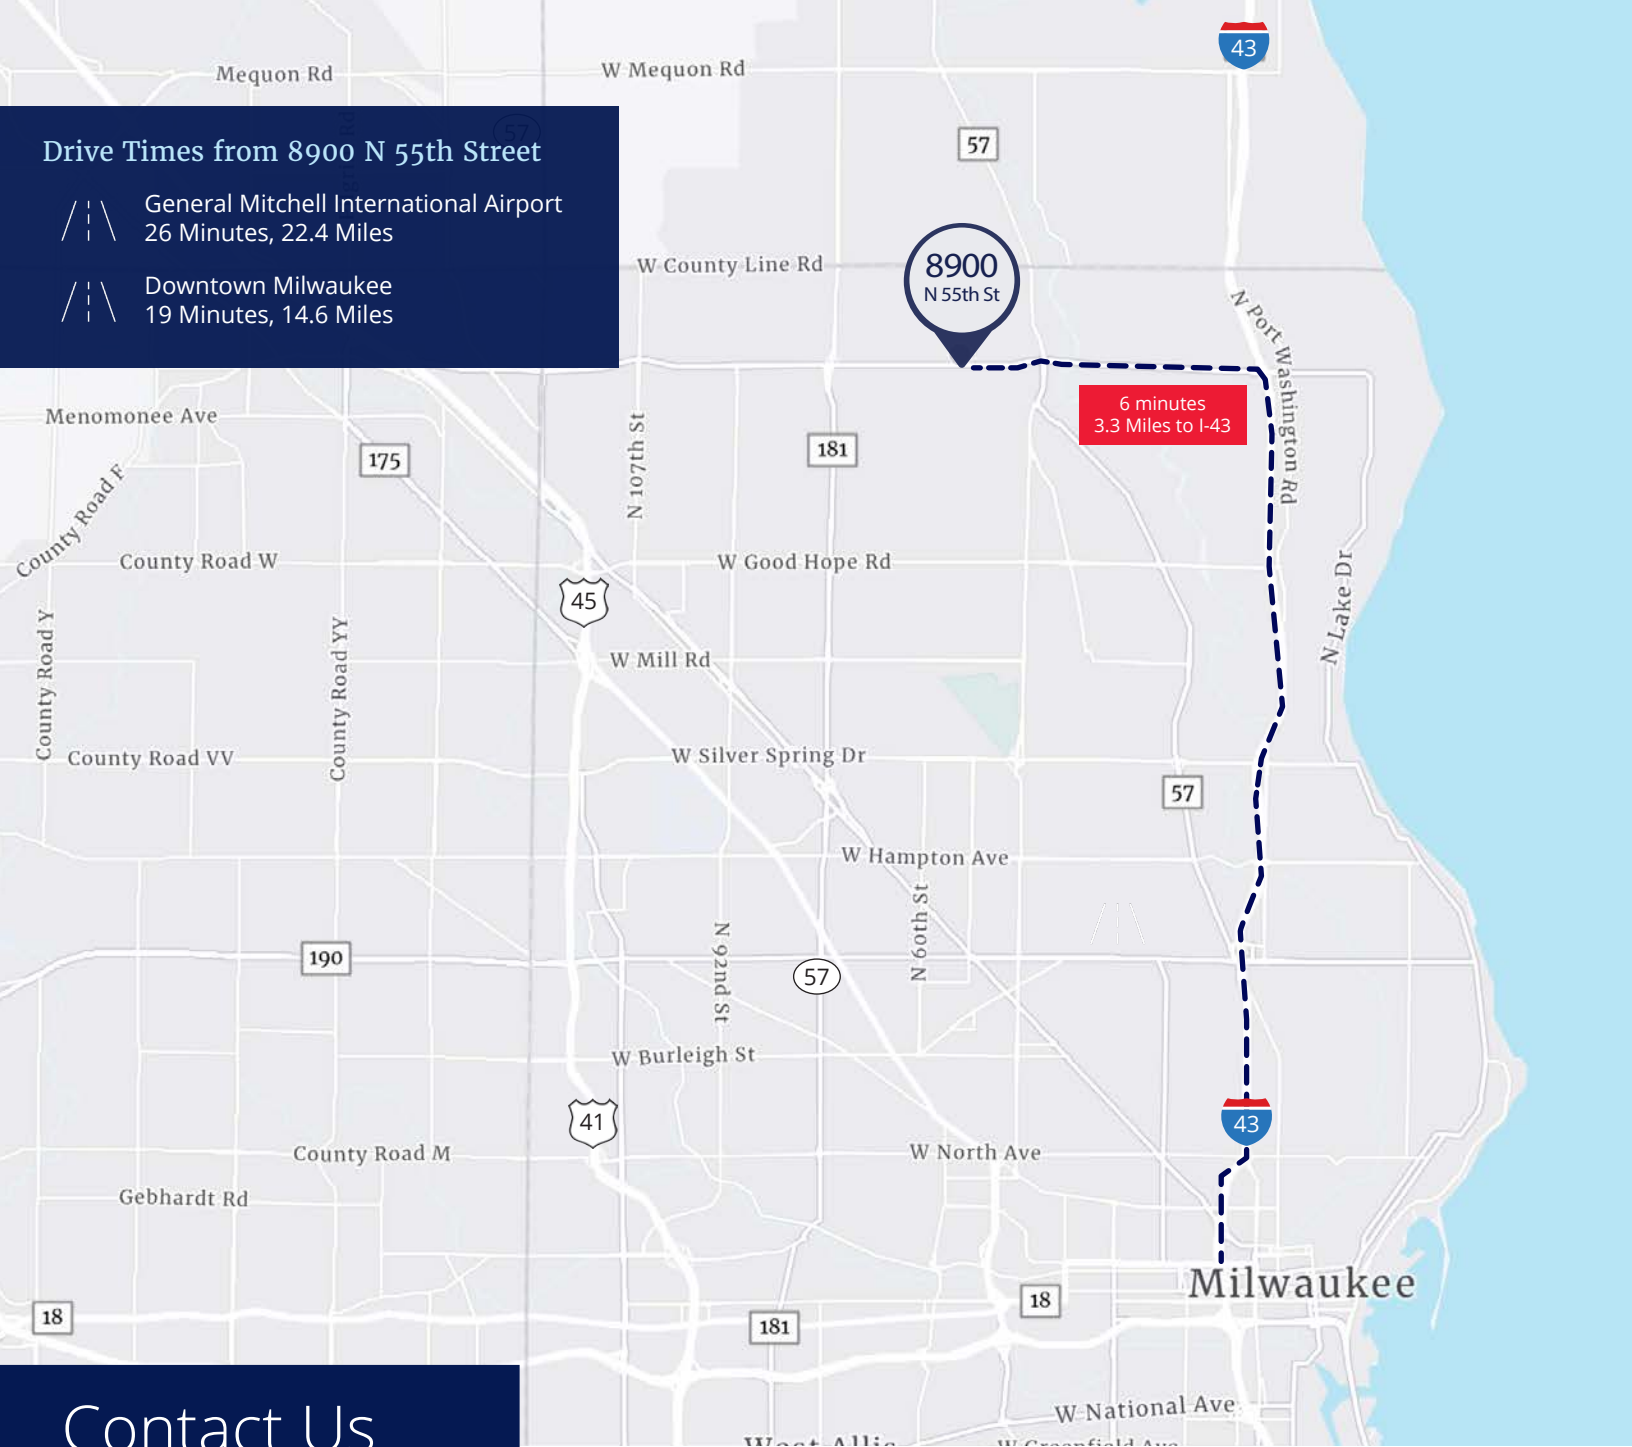 43
Mequon Rd
W Mequon Rd
57
57
Drive Times from 8900 N 55th Street
General Mitchell International Airport
26 Minutes, 22.4 Miles
Downtown Milwaukee
19 Minutes, 14.6 Miles
W County Line Rd
8900
N 55th St
N Port Washington Rd
6 minutes
3.3 Miles to I-43
Menomonee Ave
175
N 107th St
181
County Road F
County Road W
W Good Hope Rd
45
N Lake Dr
County Road Y
County Road YY
W Mill Rd
County Road VV
W Silver Spring Dr
57
W Hampton Ave
N 60th St
N 92nd St
190
57
W Burleigh St
41
43
County Road M
W North Ave
Gebhardt Rd
Milwaukee
18
18
181
Contact Us
W National Ave
West Allis
W Greenfield Ave